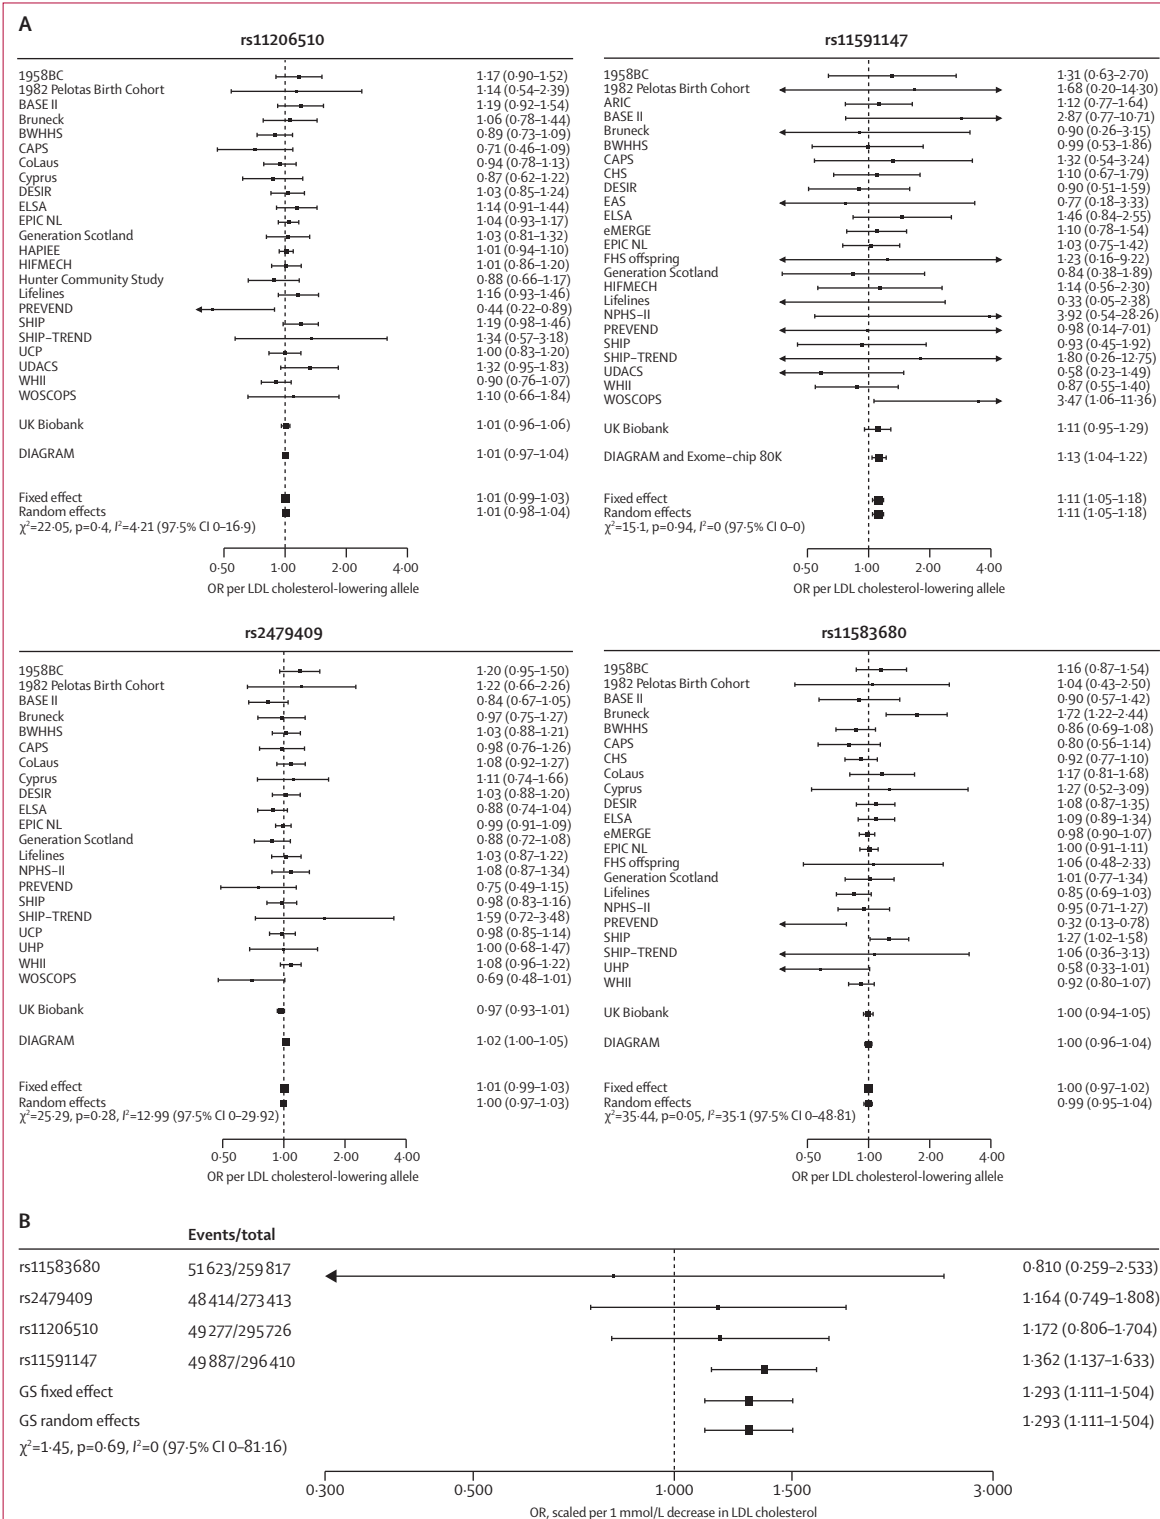 A
rs11206510
1958BC 1·17 (0·90–1·52)
1982 Pelotas Birth Cohort 1·14 (0·54–2·39)
BASE II 1·19 (0·92–1·54)
Bruneck 1·06 (0·78–1·44)
BWHHS 0·89 (0·73–1·09)
CAPS 0·71 (0·46–1·09)
CoLaus 0·94 (0·78–1·13)
Cyprus 0·87 (0·62–1·22)
DESIR 1·03 (0·85–1·24)
ELSA 1·14 (0·91–1·44)
EPIC NL 1·04 (0·93–1·17)
Generation Scotland 1·03 (0·81–1·32)
HAPIEE 1·01 (0·94–1·10)
HIFMECH 1·01 (0·86–1·20)
Hunter Community Study 0·88 (0·66–1·17)
Lifelines 1·16 (0·93–1·46)
PREVEND 0·44 (0·22–0·89)
SHIP 1·19 (0·98–1·46)
SHIP–TREND 1·34 (0·57–3·18)
UCP 1·00 (0·83–1·20)
UDACS 1·32 (0·95–1·83)
WHII 0·90 (0·76–1·07)
WOSCOPS 1·10 (0·66–1·84)
UK Biobank 1·01 (0·96–1·06)
DIAGRAM 1·01 (0·97–1·04)
Fixed effect 1·01 (0·99–1·03)
Random effects 1·01 (0·98–1·04)
χ²=22·05, p=0·4, I²=4·21 (97·5% CI 0–16·9)
0·50 1·00 2·00 4·00
OR per LDL cholesterol-lowering allele
rs11591147
1958BC 1·31 (0·63–2·70)
1982 Pelotas Birth Cohort 1·68 (0·20–14·30)
ARIC 1·12 (0·77–1·64)
BASE II 2·87 (0·77–10·71)
Bruneck 0·90 (0·26–3·15)
BWHHS 0·99 (0·53–1·86)
CAPS 1·32 (0·54–3·24)
CHS 1·10 (0·67–1·79)
DESIR 0·90 (0·51–1·59)
EAS 0·77 (0·18–3·33)
ELSA 1·46 (0·84–2·55)
eMERGE 1·10 (0·78–1·54)
EPIC NL 1·03 (0·75–1·42)
FHS offspring 1·23 (0·16–9·22)
Generation Scotland 0·84 (0·38–1·89)
HIFMECH 1·14 (0·56–2·30)
Lifelines 0·33 (0·05–2·38)
NPHS–II 3·92 (0·54–28·26)
PREVEND 0·98 (0·14–7·01)
SHIP 0·93 (0·45–1·92)
SHIP–TREND 1·80 (0·26–12·75)
UDACS 0·58 (0·23–1·49)
WHII 0·87 (0·55–1·40)
WOSCOPS 3·47 (1·06–11·36)
UK Biobank 1·11 (0·95–1·29)
DIAGRAM and Exome–chip 80K 1·13 (1·04–1·22)
Fixed effect 1·11 (1·05–1·18)
Random effects 1·11 (1·05–1·18)
χ²=15·1, p=0·94, I²=0 (97·5% CI 0–0)
0·50 1·00 2·00 4·00
OR per LDL cholesterol-lowering allele
rs2479409
1958BC 1·20 (0·95–1·50)
1982 Pelotas Birth Cohort 1·22 (0·66–2·26)
BASE II 0·84 (0·67–1·05)
Bruneck 0·97 (0·75–1·27)
BWHHS 1·03 (0·88–1·21)
CAPS 0·98 (0·76–1·26)
CoLaus 1·08 (0·92–1·27)
Cyprus 1·11 (0·74–1·66)
DESIR 1·03 (0·88–1·20)
ELSA 0·88 (0·74–1·04)
EPIC NL 0·99 (0·91–1·09)
Generation Scotland 0·88 (0·72–1·08)
Lifelines 1·03 (0·87–1·22)
NPHS–II 1·08 (0·87–1·34)
PREVEND 0·75 (0·49–1·15)
SHIP 0·98 (0·83–1·16)
SHIP–TREND 1·59 (0·72–3·48)
UCP 0·98 (0·85–1·14)
UHP 1·00 (0·68–1·47)
WHII 1·08 (0·96–1·22)
WOSCOPS 0·69 (0·48–1·01)
UK Biobank 0·97 (0·93–1·01)
DIAGRAM 1·02 (1·00–1·05)
Fixed effect 1·01 (0·99–1·03)
Random effects 1·00 (0·97–1·03)
χ²=25·29, p=0·28, I²=12·99 (97·5% CI 0–29·92)
0·50 1·00 2·00 4·00
OR per LDL cholesterol-lowering allele
rs11583680
1958BC 1·16 (0·87–1·54)
1982 Pelotas Birth Cohort 1·04 (0·43–2·50)
BASE II 0·90 (0·57–1·42)
Bruneck 1·72 (1·22–2·44)
BWHHS 0·86 (0·69–1·08)
CAPS 0·80 (0·56–1·14)
CHS 0·92 (0·77–1·10)
CoLaus 1·17 (0·81–1·68)
Cyprus 1·27 (0·52–3·09)
DESIR 1·08 (0·87–1·35)
ELSA 1·09 (0·89–1·34)
eMERGE 0·98 (0·90–1·07)
EPIC NL 1·00 (0·91–1·11)
FHS offspring 1·06 (0·48–2·33)
Generation Scotland 1·01 (0·77–1·34)
Lifelines 0·85 (0·69–1·03)
NPHS–II 0·95 (0·71–1·27)
PREVEND 0·32 (0·13–0·78)
SHIP 1·27 (1·02–1·58)
SHIP–TREND 1·06 (0·36–3·13)
UHP 0·58 (0·33–1·01)
WHII 0·92 (0·80–1·07)
UK Biobank 1·00 (0·94–1·05)
DIAGRAM 1·00 (0·96–1·04)
Fixed effect 1·00 (0·97–1·02)
Random effects 0·99 (0·95–1·04)
χ²=35·44, p=0·05, I²=35·1 (97·5% CI 0–48·81)
0·50 1·00 2·00 4·00
OR per LDL cholesterol-lowering allele
B
Events/total
rs11583680 51 623/259 817 0·810 (0·259–2·533)
rs2479409 48 414/273 413 1·164 (0·749–1·808)
rs11206510 49 277/295 726 1·172 (0·806–1·704)
rs11591147 49 887/296 410 1·362 (1·137–1·633)
GS fixed effect 1·293 (1·111–1·504)
GS random effects 1·293 (1·111–1·504)
χ²=1·45, p=0·69, I²=0 (97·5% CI 0–81·16)
0·300 0·500 1·000 1·500 3·000
OR, scaled per 1 mmol/L decrease in LDL cholesterol